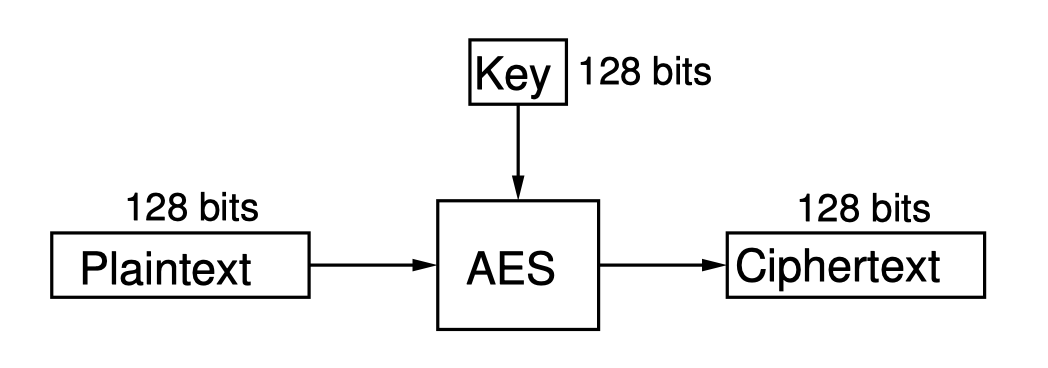 Key 128 bits
128 bits
128 bits
Plaintext
AES
Ciphertext